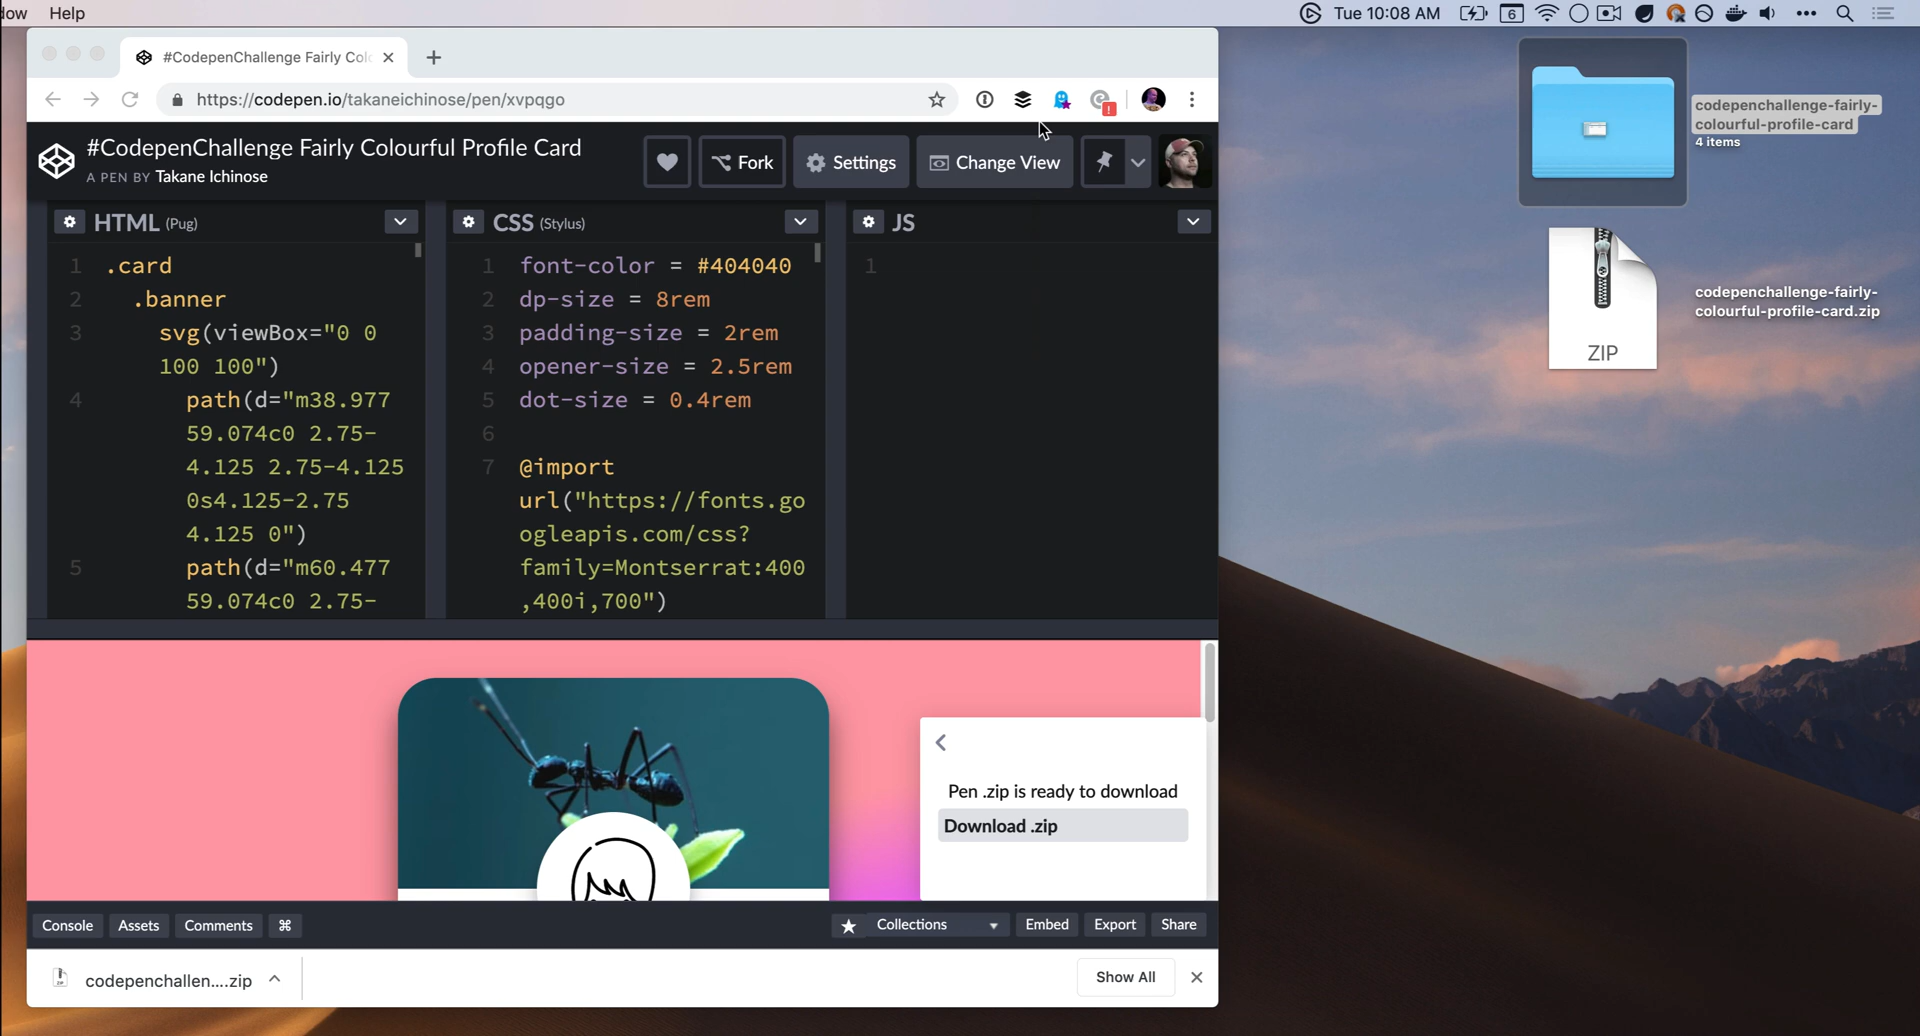 Help
Tue 10:08 AM
6
#CodepenChallenge Fairly Col
https://codepen.io/takaneichinose/pen/xvpqgo
#CodepenChallenge Fairly Colourful Profile Card
A PEN BY Takane Ichinose
Fork
Settings
Change View
HTML (Pug)
1 .card
2 .banner
3 svg(viewBox="0 0
100 100")
4 path(d="m38.977
59.074c0 2.75-
4.125 2.75-4.125
0s4.125-2.75
4.125 0")
5 path(d="m60.477
59.074c0 2.75-
CSS (Stylus)
1 font-color = #404040
2 dp-size = 8rem
3 padding-size = 2rem
4 opener-size = 2.5rem
5 dot-size = 0.4rem
6
7 @import
url("https://fonts.go
ogleapis.com/css?
family=Montserrat:400
,400i,700")
JS
1
Pen .zip is ready to download
Download .zip
Console
Assets
Comments
⌘
Collections
Embed
Export
Share
codepenchallen....zip
Show All
codepenchallenge-fairly-
colourful-profile-card
4 items
ZIP
codepenchallenge-fairly-
colourful-profile-card.zip